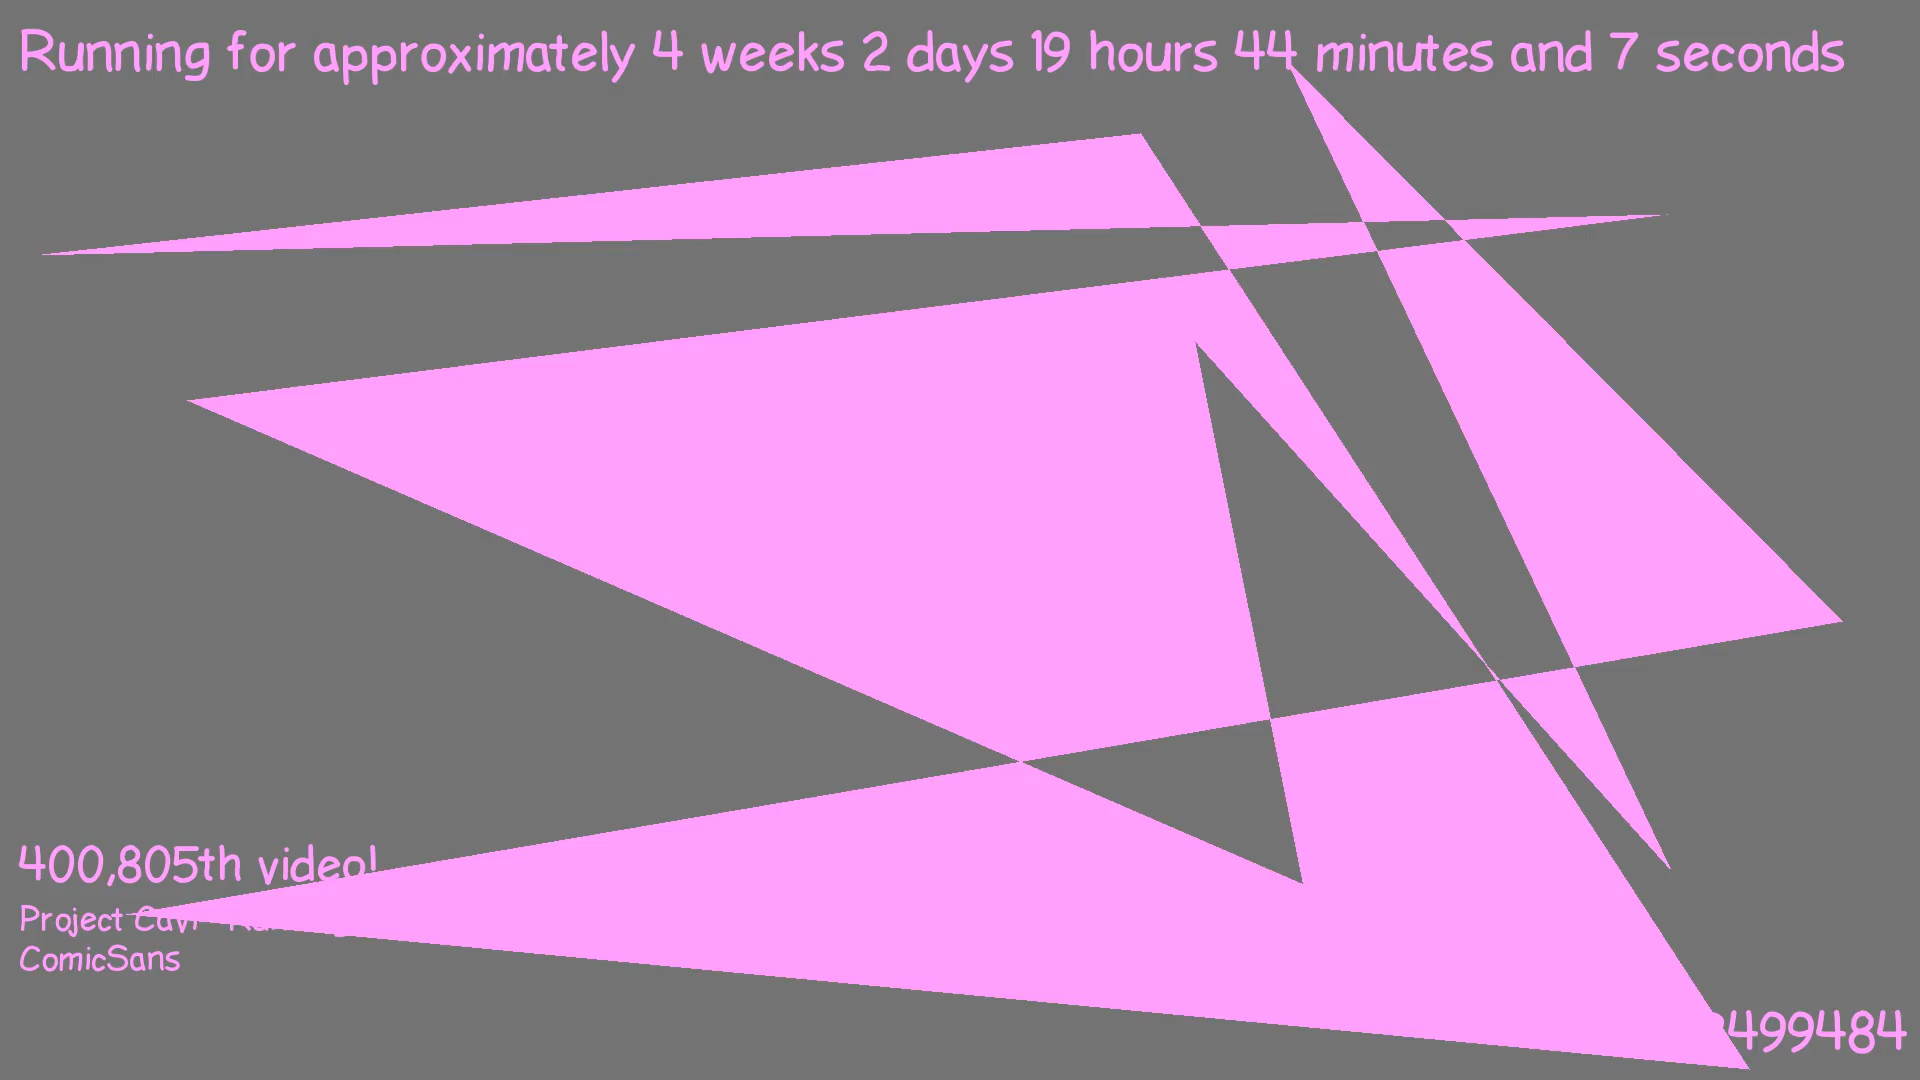 Running for approximately 4 weeks 2 days 19 hours 44 minutes and 7 seconds
400,805th video!
Project
ComicSans
499484